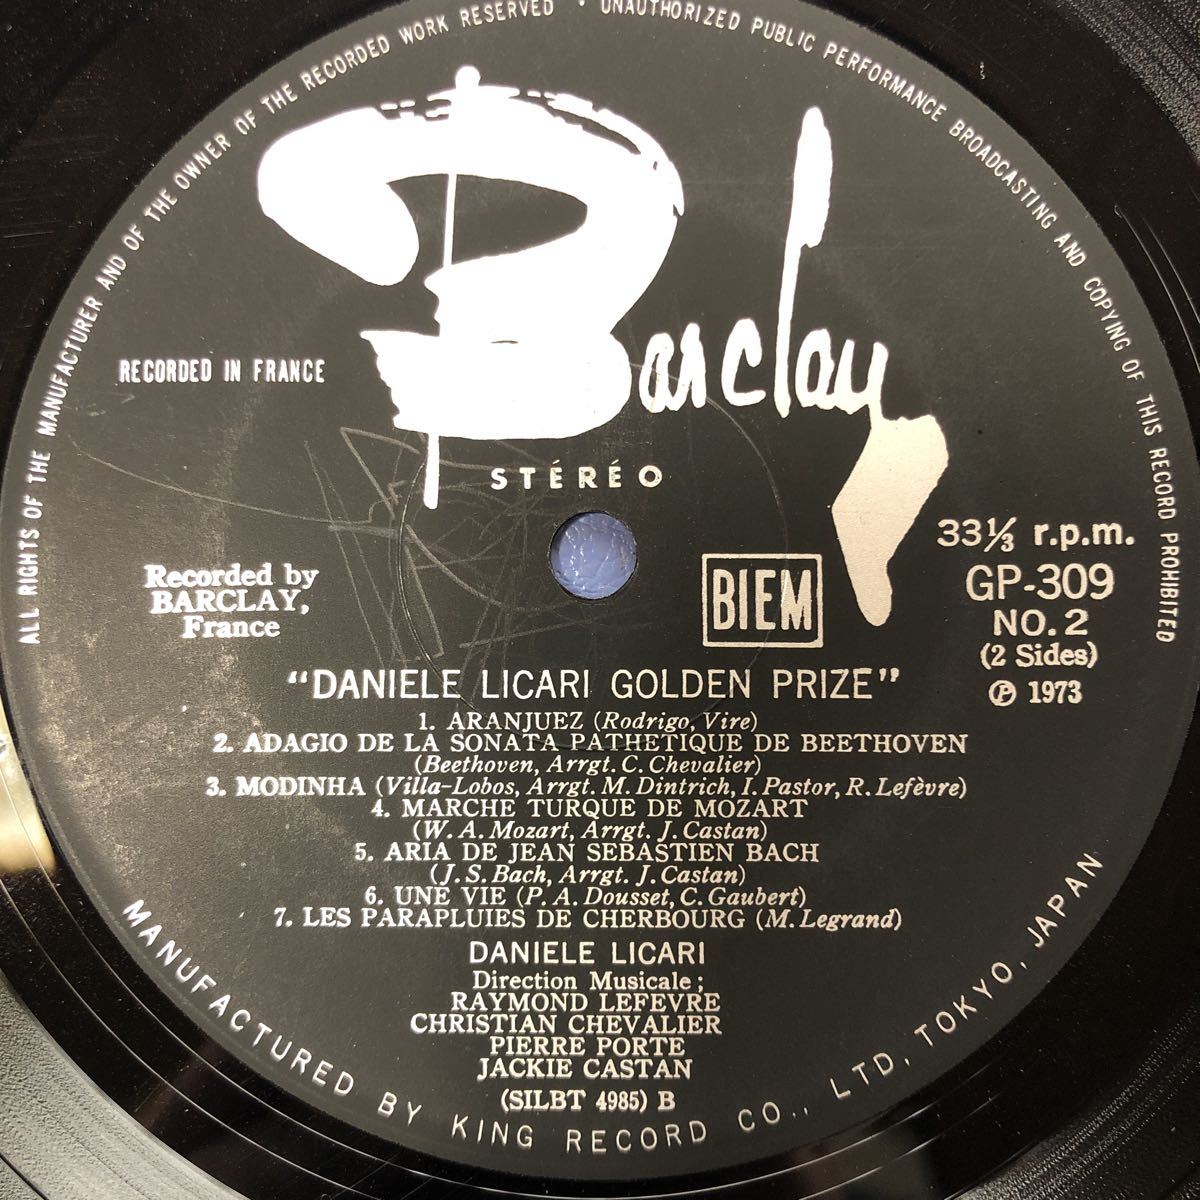 ALL RIGHTS OF THE MANUFACTURER AND OF THE OWNER OF THE RECORDED WORK RESERVED • UNAUTHORIZED PUBLIC PERFORMANCE BROADCASTING AND COPYING OF THIS RECORD PROHIBITED
Barclay
RECORDED IN FRANCE
STÉRÉO
Recorded by
BARCLAY,
France
BIEM
33⅓ r.p.m.
GP-309
NO. 2
(2 Sides)
Ⓟ 1973
"DANIELE LICARI GOLDEN PRIZE"
1. ARANJUEZ (Rodrigo, Vire)
2. ADAGIO DE LA SONATA PATHETIQUE DE BEETHOVEN
(Beethoven, Arrgt. C. Chevalier)
3. MODINHA (Villa-Lobos, Arrgt. M. Dintrich, I. Pastor, R. Lefèvre)
4. MARCHE TURQUE DE MOZART
(W. A. Mozart, Arrgt. J. Castan)
5. ARIA DE JEAN SEBASTIEN BACH
(J. S. Bach, Arrgt. J. Castan)
6. UNE VIE (P. A. Dousset, C. Gaubert)
7. LES PARAPLUIES DE CHERBOURG (M. Legrand)
DANIELE LICARI
Direction Musicale ;
RAYMOND LEFEVRE
CHRISTIAN CHEVALIER
PIERRE PORTE
JACKIE CASTAN
(SILBT 4985) B
MANUFACTURED BY KING RECORD CO., LTD, TOKYO, JAPAN